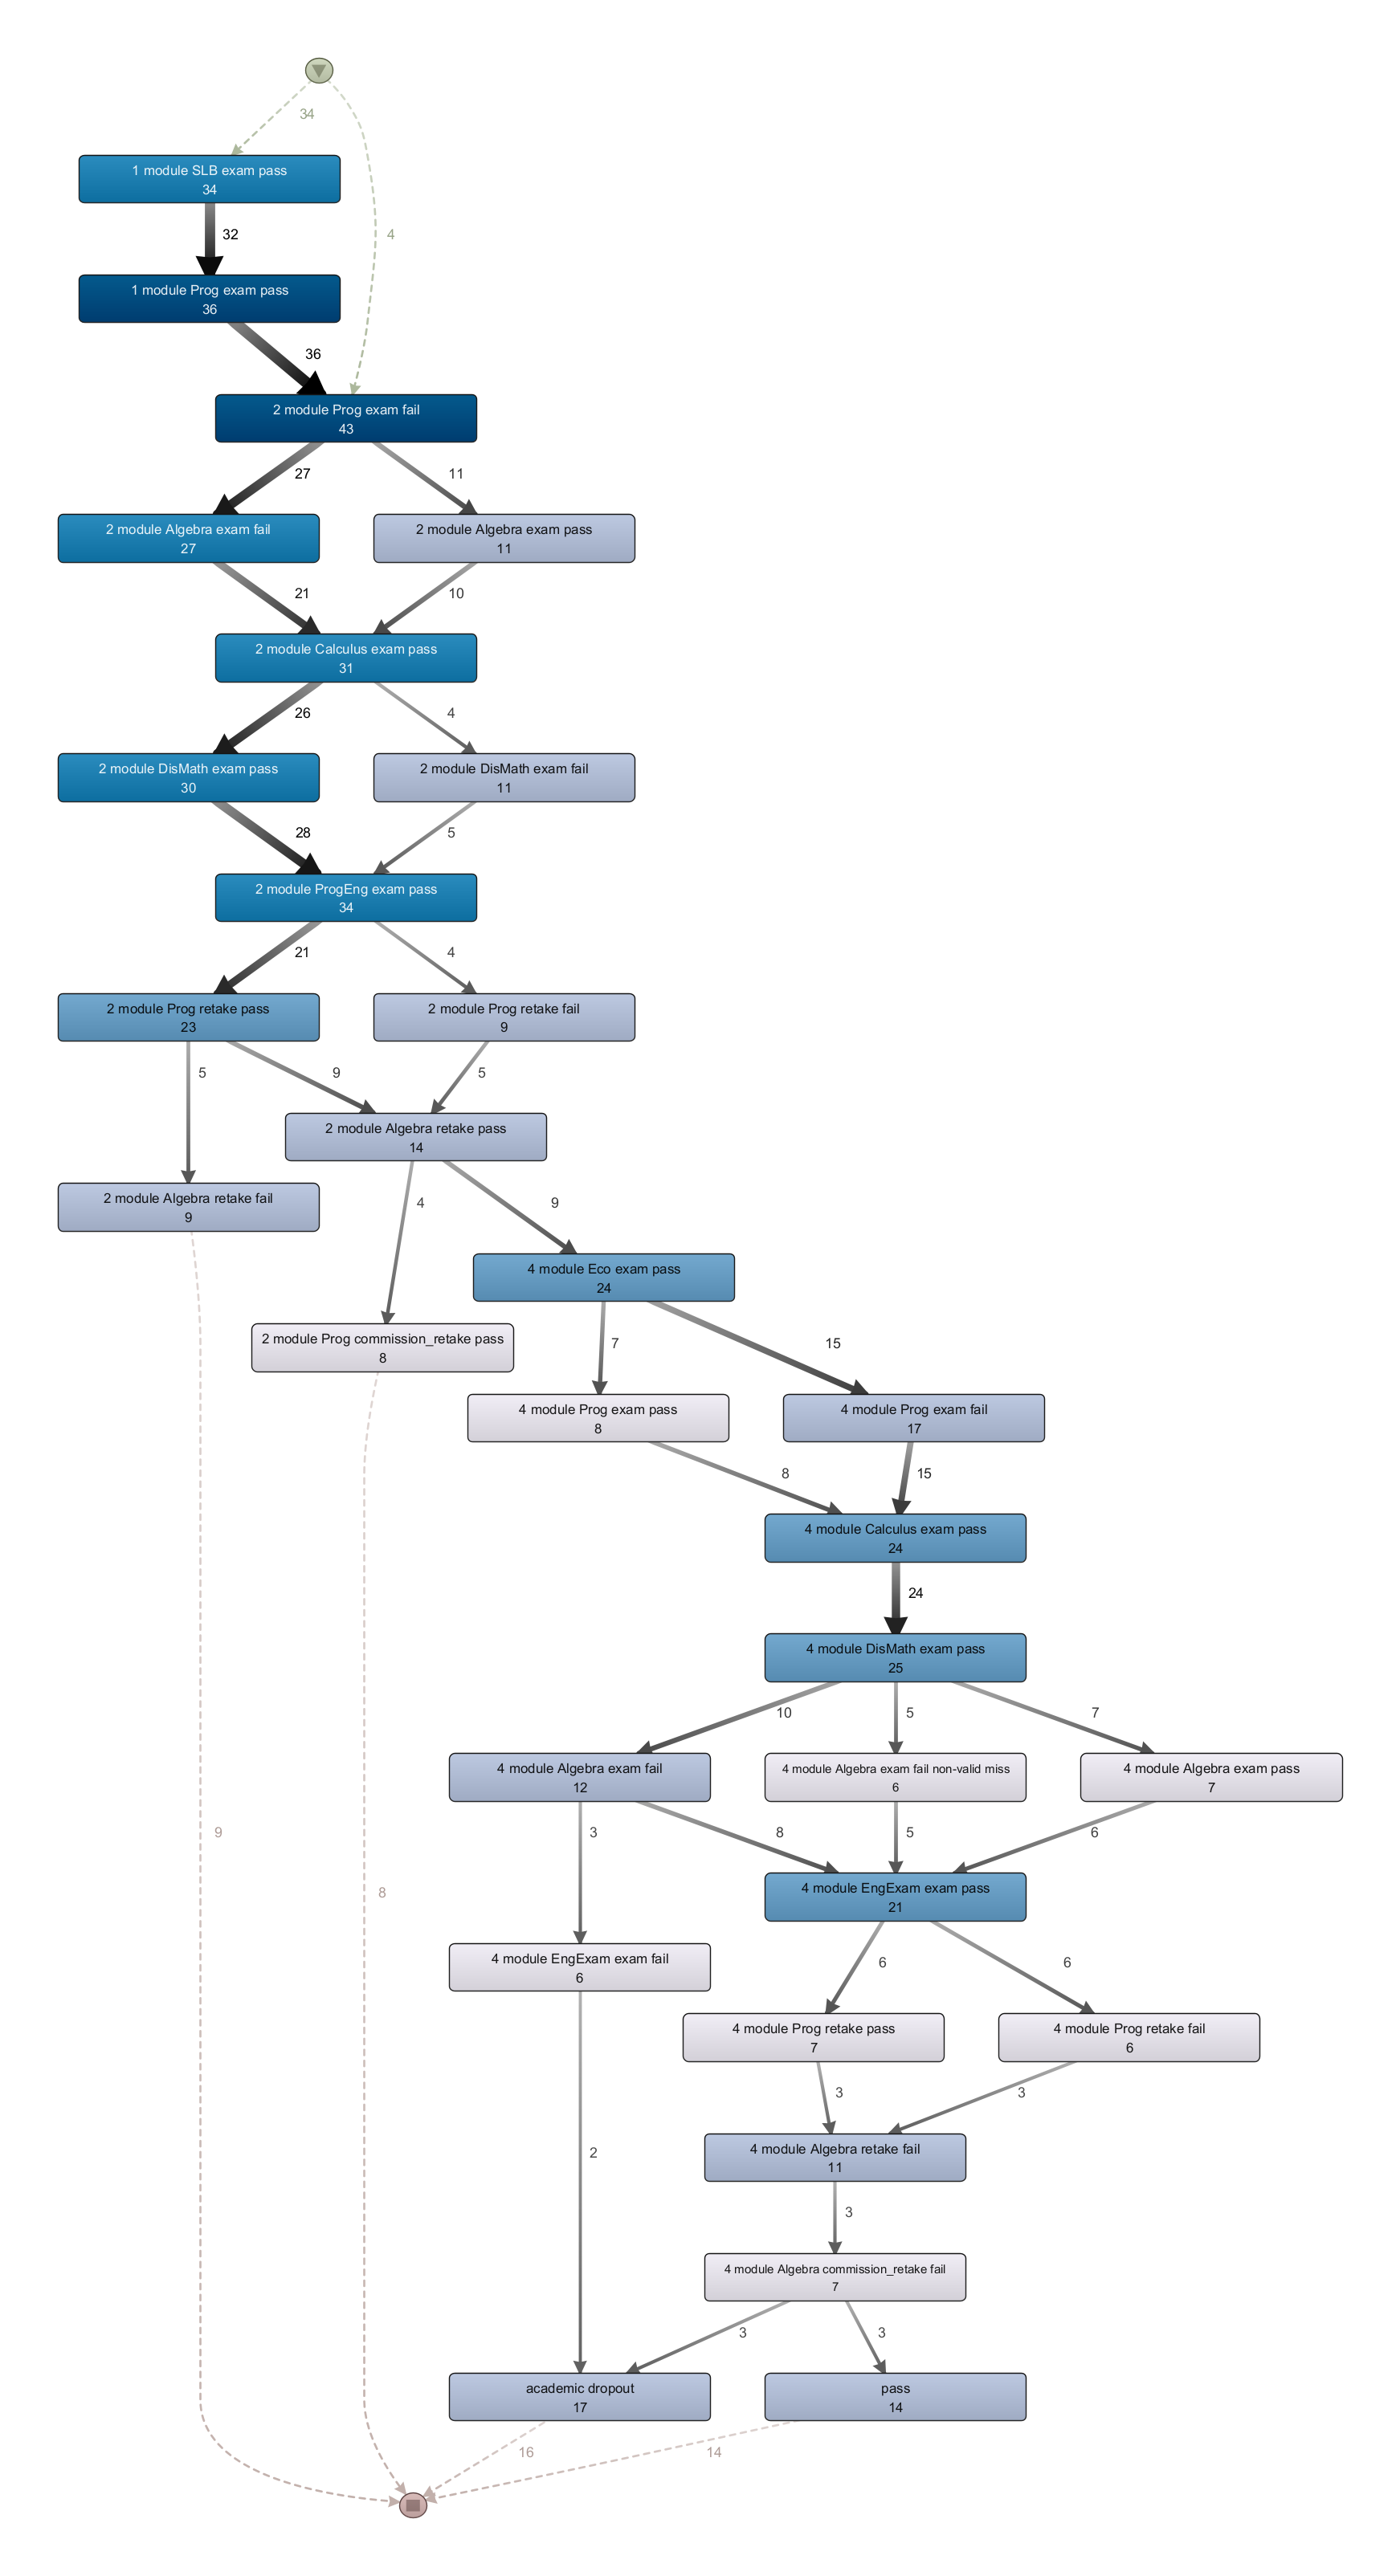 34
1 module SLB exam pass
34
32
4
1 module Prog exam pass
36
36
2 module Prog exam fail
43
27
11
2 module Algebra exam fail
27
2 module Algebra exam pass
11
21
10
2 module Calculus exam pass
31
26
4
2 module DisMath exam pass
30
2 module DisMath exam fail
11
28
5
2 module ProgEng exam pass
34
21
4
2 module Prog retake pass
23
2 module Prog retake fail
9
5
9
5
2 module Algebra retake pass
14
2 module Algebra retake fail
9
4
9
4 module Eco exam pass
24
2 module Prog commission_retake pass
8
7
15
4 module Prog exam pass
8
4 module Prog exam fail
17
8
15
4 module Calculus exam pass
24
24
4 module DisMath exam pass
25
10
5
7
4 module Algebra exam fail
12
4 module Algebra exam fail non-valid miss
6
4 module Algebra exam pass
7
9
3
8
5
6
8
4 module EngExam exam pass
21
4 module EngExam exam fail
6
6
6
4 module Prog retake pass
7
4 module Prog retake fail
6
3
3
2
4 module Algebra retake fail
11
3
4 module Algebra commission_retake fail
7
3
3
academic dropout
17
pass
14
16
14